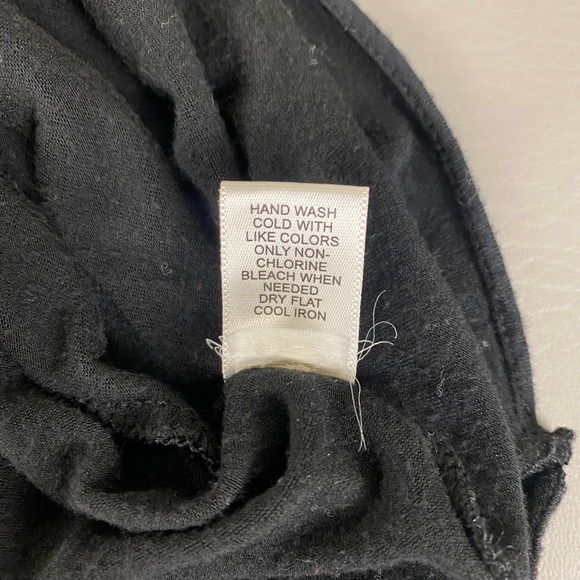 HAND WASH
COLD WITH
LIKE COLORS
ONLY NON-
CHLORINE
BLEACH WHEN
NEEDED
DRY FLAT
COOL IRON